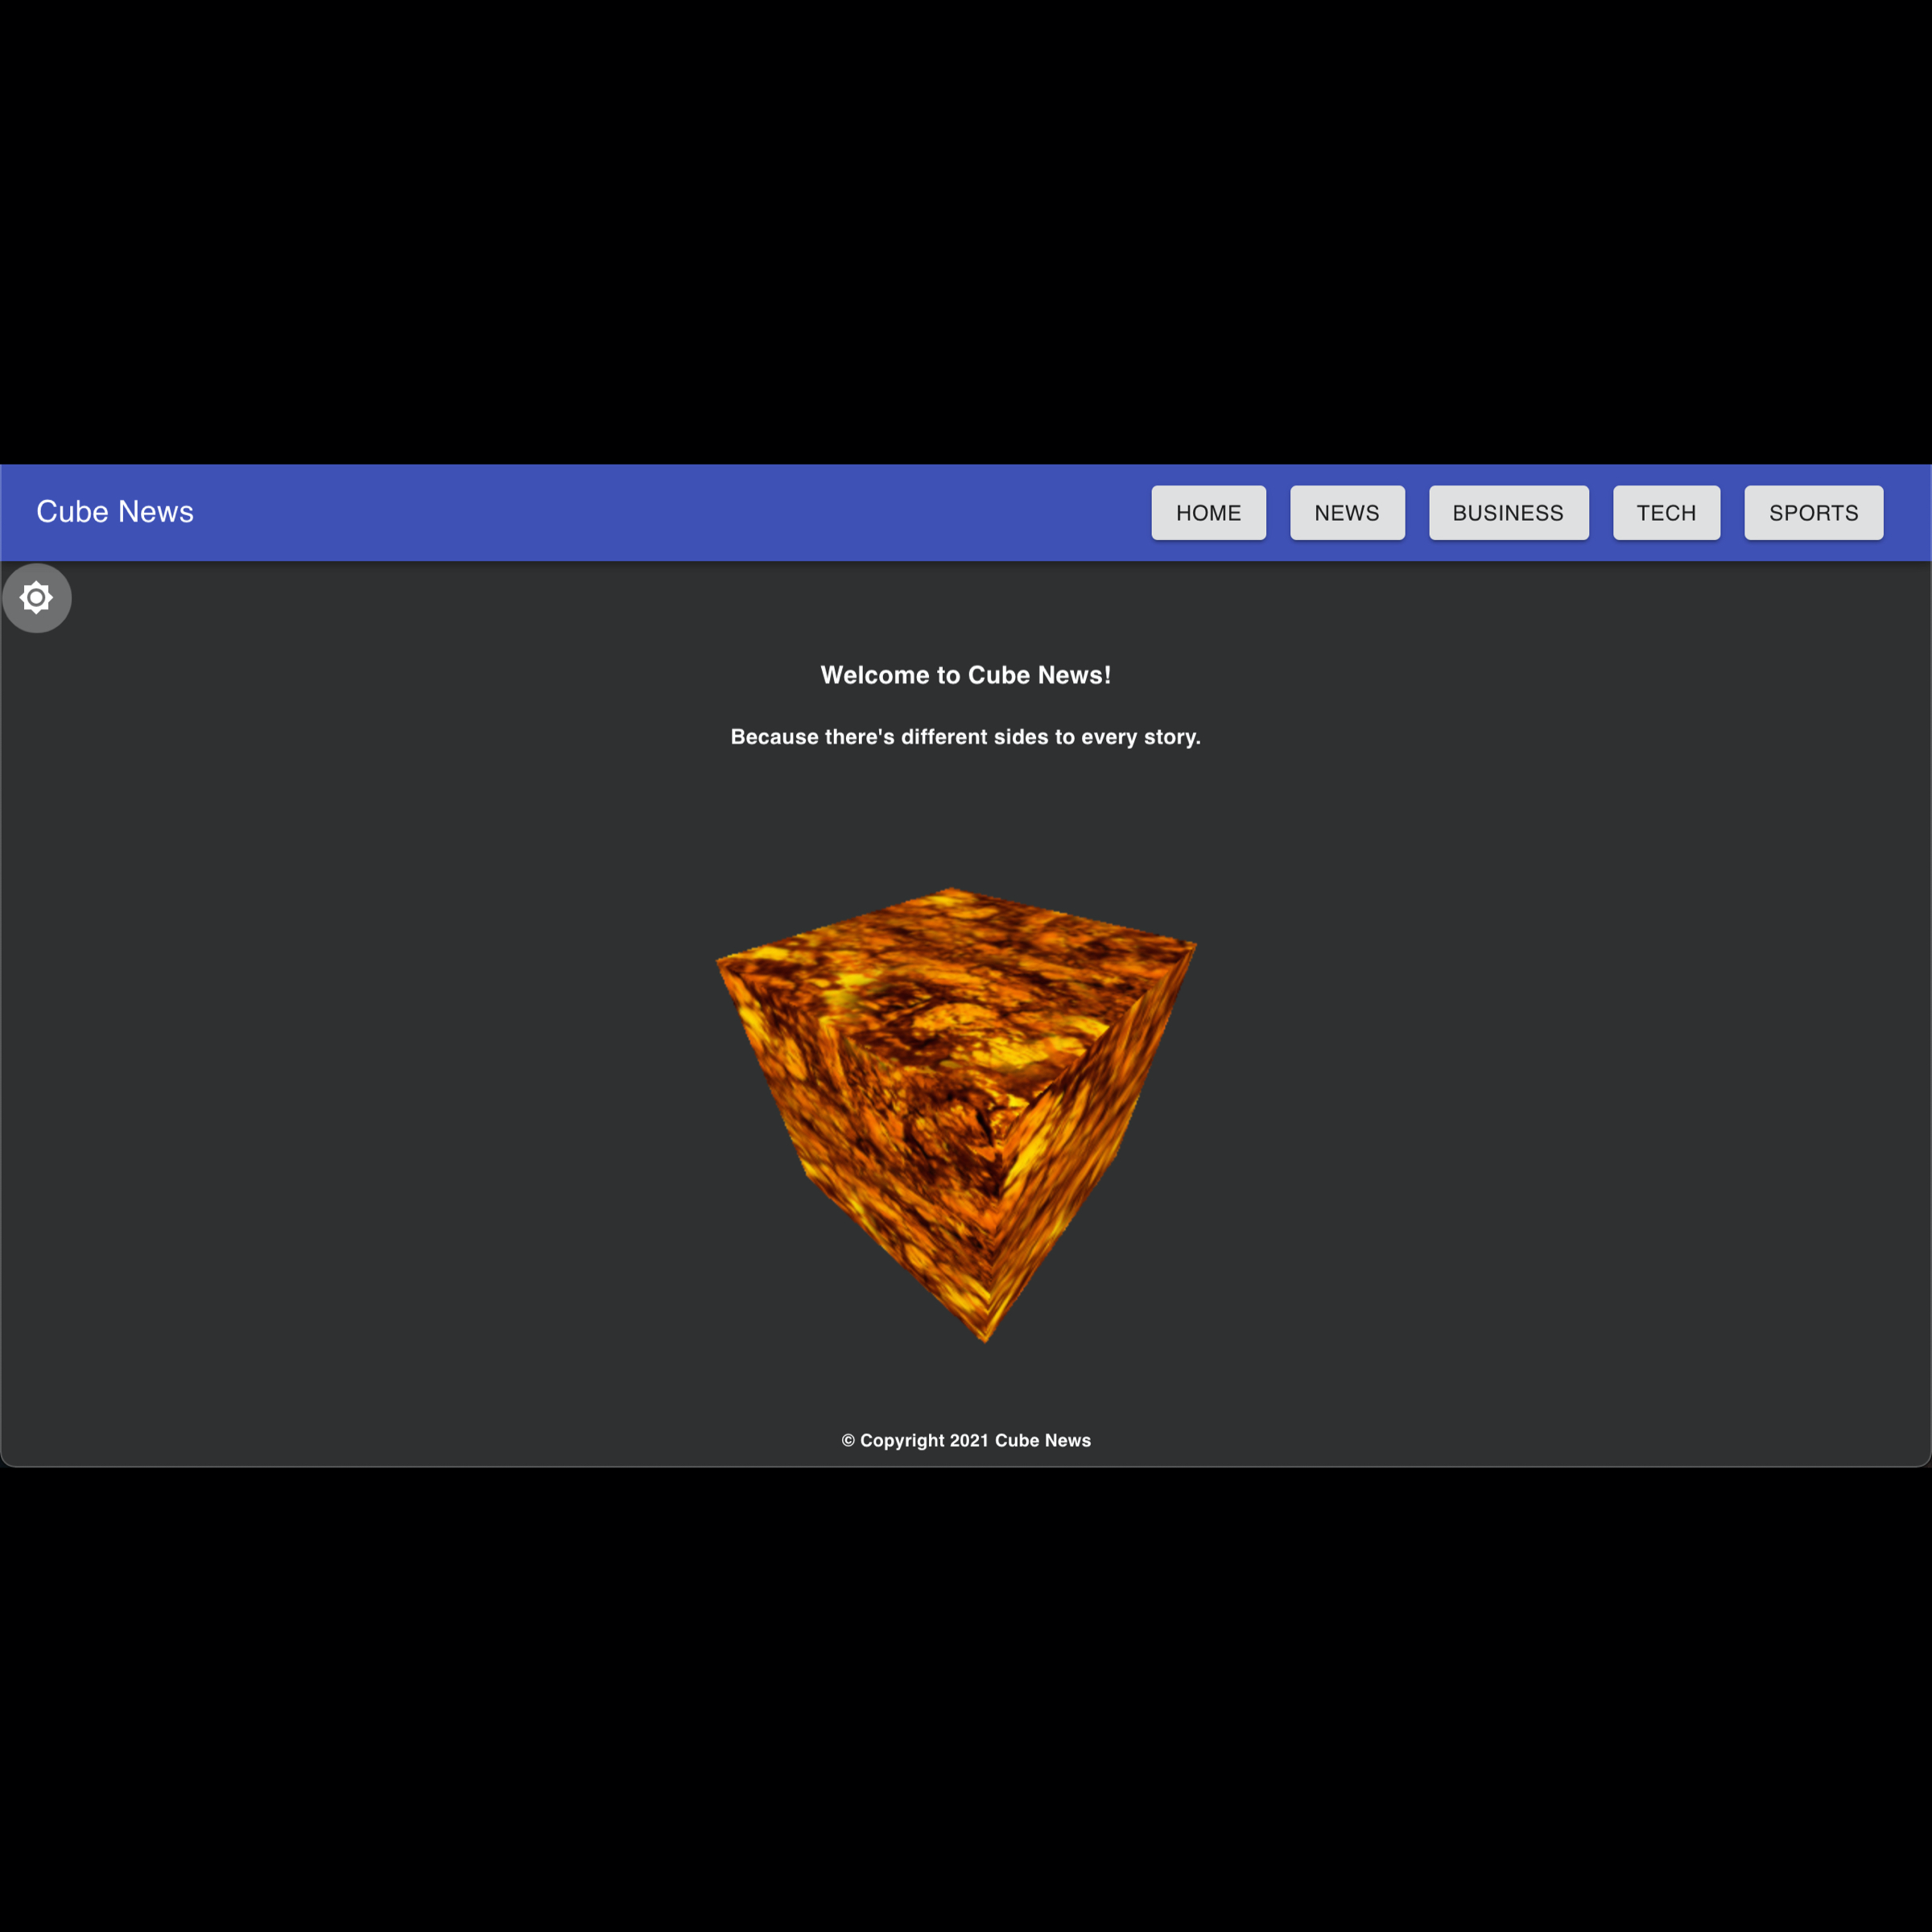 Cube News
HOME
NEWS
BUSINESS
TECH
SPORTS
Welcome to Cube News!
Because there's different sides to every story.
© Copyright 2021 Cube News